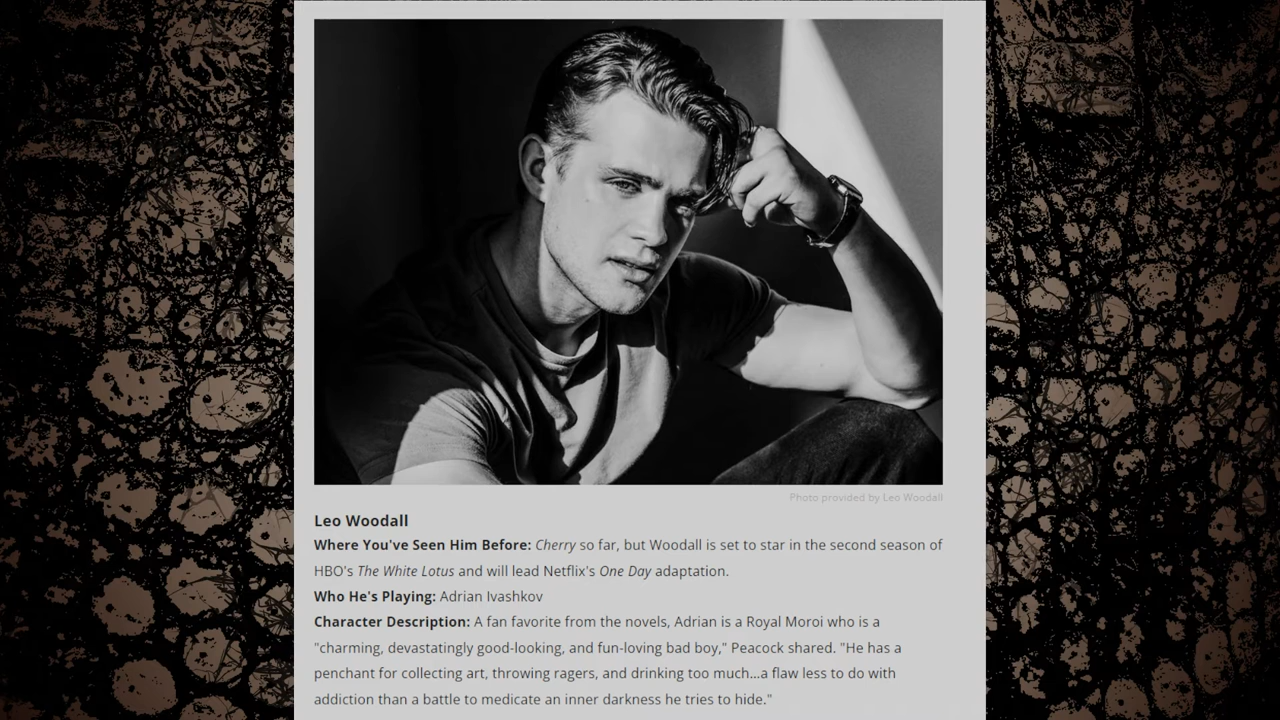 Photo provided by Leo Woodall
Leo Woodall
Where You've Seen Him Before: Cherry so far, but Woodall is set to star in the second season of
HBO's The White Lotus and will lead Netflix's One Day adaptation.
Who He's Playing: Adrian Ivashkov
Character Description: A fan favorite from the novels, Adrian is a Royal Moroi who is a
"charming, devastatingly good-looking, and fun-loving bad boy," Peacock shared. "He has a
penchant for collecting art, throwing ragers, and drinking too much...a flaw less to do with
addiction than a battle to medicate an inner darkness he tries to hide."